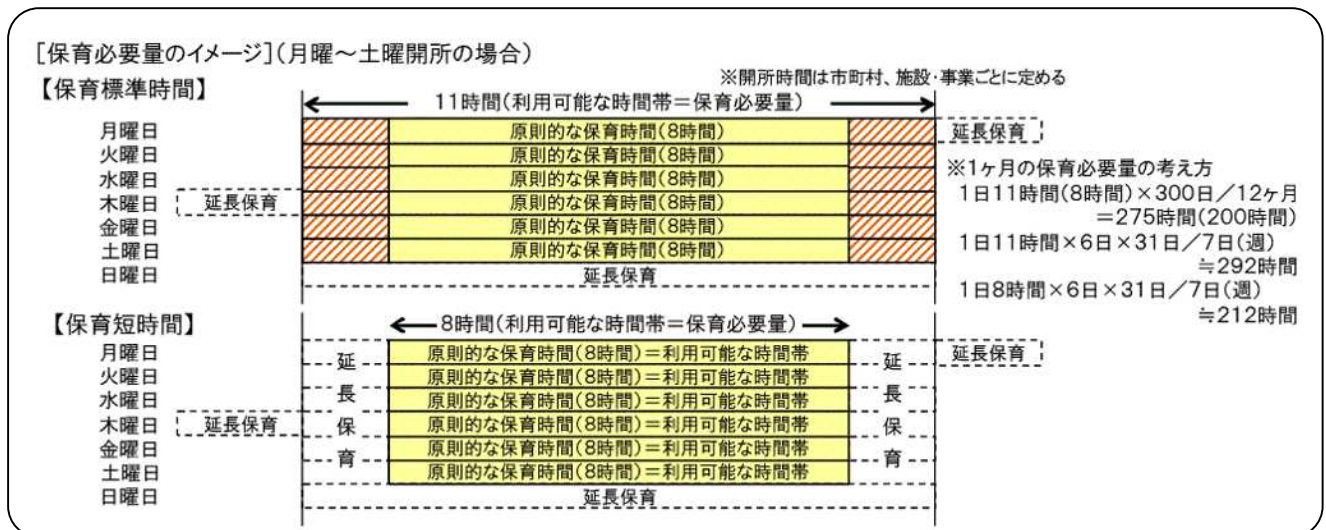 [保育必要量のイメージ](月曜～土曜開所の場合)
※開所時間は市町村、施設・事業ごとに定める
【保育標準時間】
11時間(利用可能な時間帯＝保育必要量)
月曜日 原則的な保育時間(8時間) 延長保育
火曜日 原則的な保育時間(8時間)
水曜日 原則的な保育時間(8時間)
木曜日 延長保育 原則的な保育時間(8時間)
金曜日 原則的な保育時間(8時間)
土曜日 原則的な保育時間(8時間)
日曜日 延長保育
※1ヶ月の保育必要量の考え方
1日11時間(8時間)×300日／12ヶ月
＝275時間(200時間)
1日11時間×6日×31日／7日(週)
≒292時間
1日8時間×6日×31日／7日(週)
≒212時間
【保育短時間】
8時間(利用可能な時間帯＝保育必要量)
月曜日 原則的な保育時間(8時間)＝利用可能な時間帯 延長保育
火曜日 原則的な保育時間(8時間)＝利用可能な時間帯
水曜日 原則的な保育時間(8時間)＝利用可能な時間帯
木曜日 延長保育 原則的な保育時間(8時間)＝利用可能な時間帯
金曜日 原則的な保育時間(8時間)＝利用可能な時間帯
土曜日 原則的な保育時間(8時間)＝利用可能な時間帯
日曜日 延長保育
延長保育
延長保育